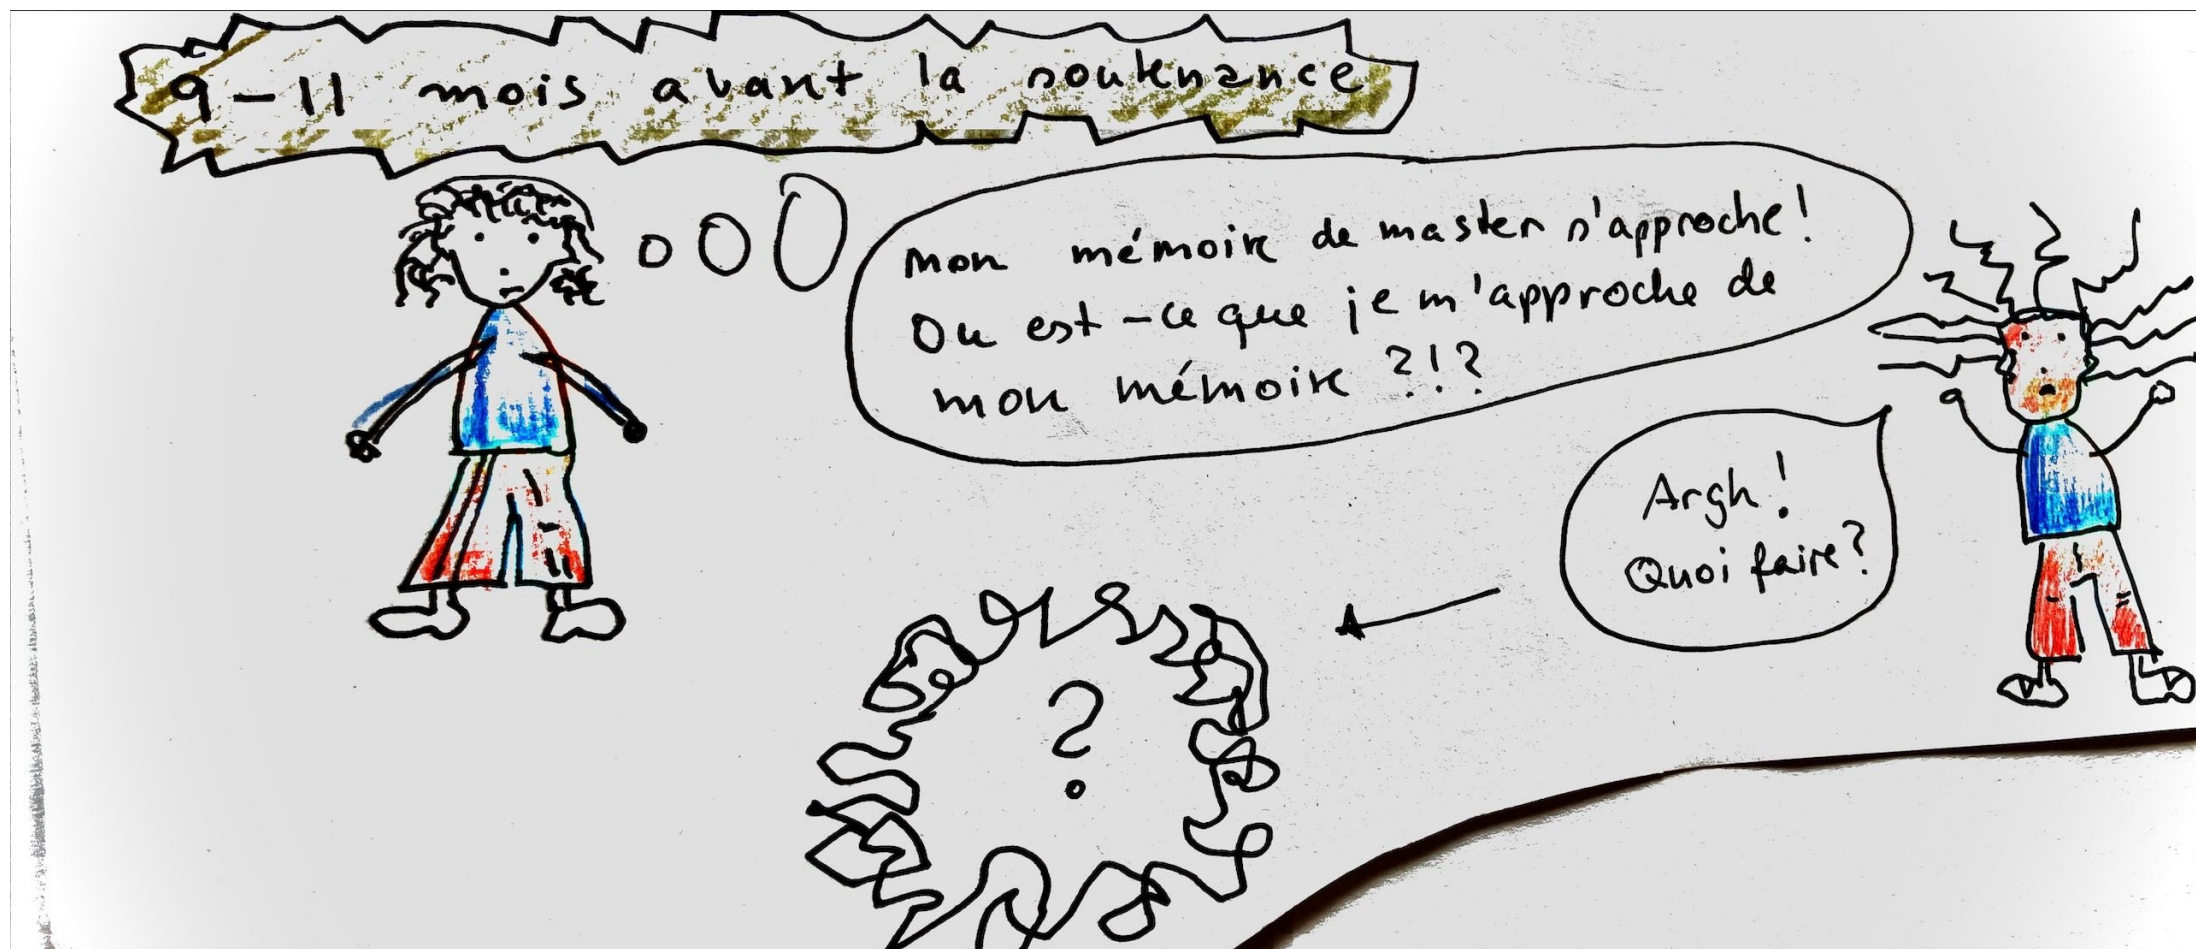 9-11 mois avant la soutenance
mon mémoire de master s'approche!
Ou est-ce que je m'approche de
mon mémoire ?!?
Argh!
Quoi faire?
?